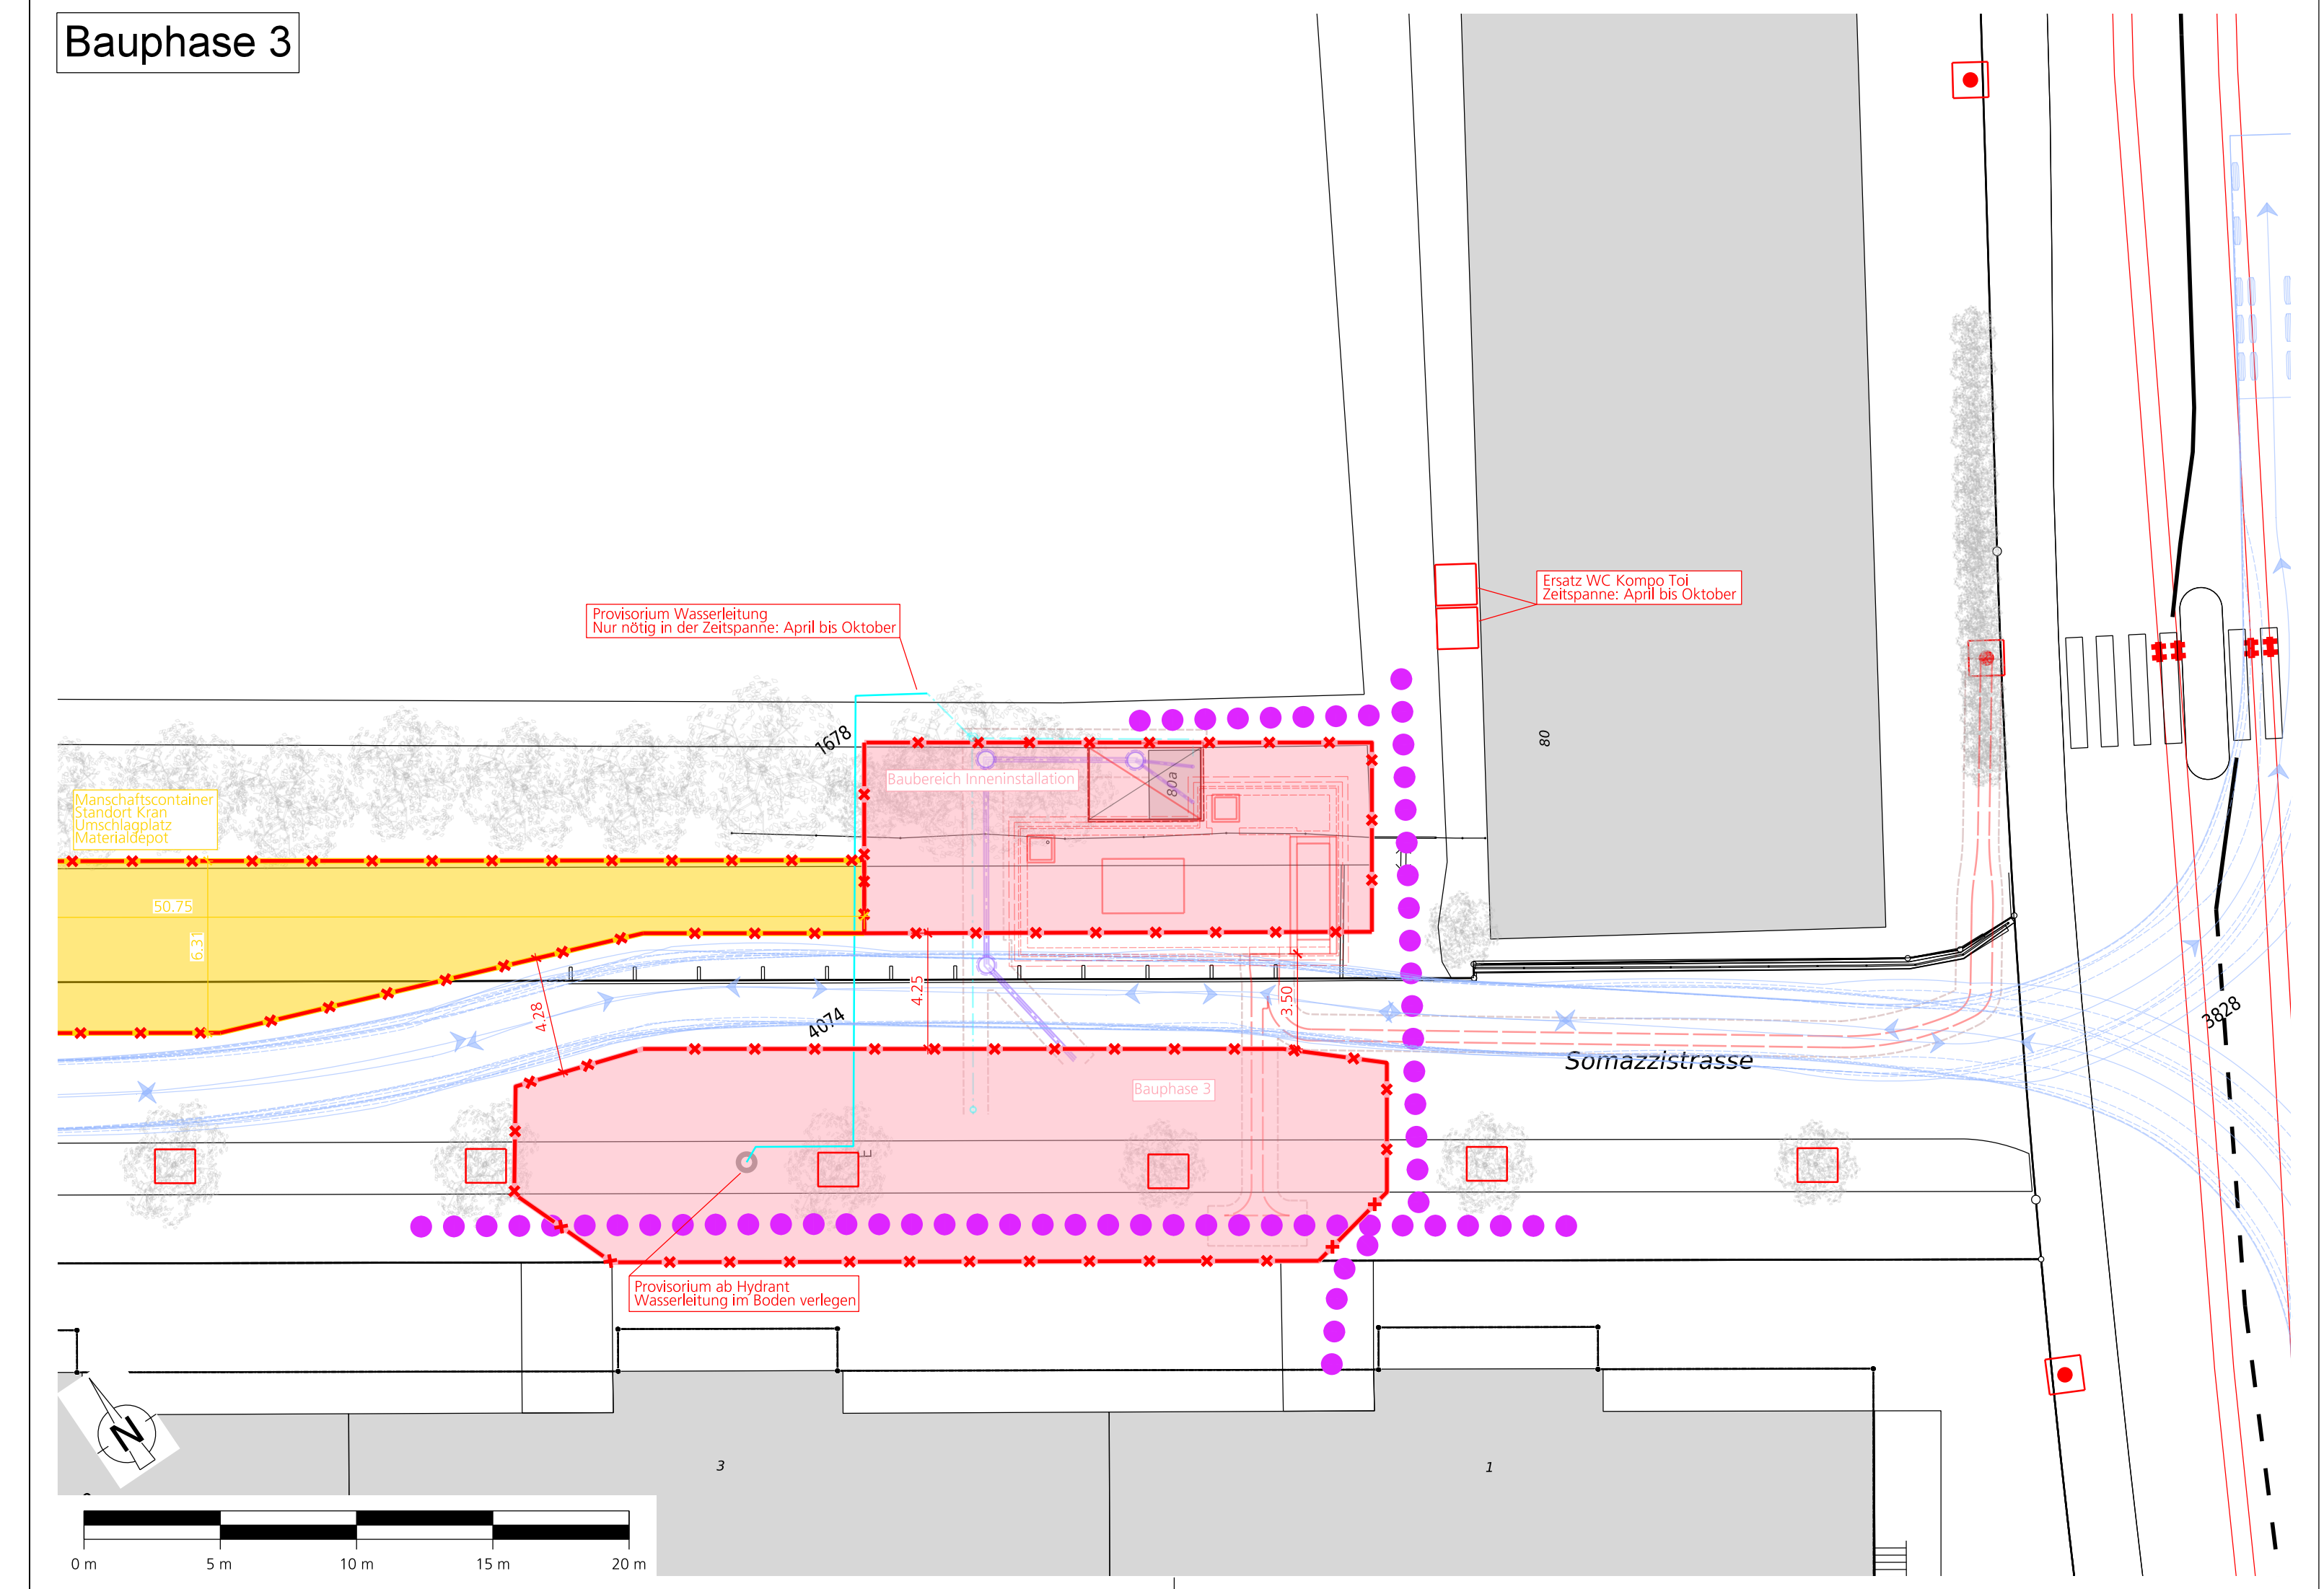 Bauphase 3
Ersatz WC Kompo Toi
Zeitspanne: April bis Oktober
Provisorium Wasserleitung
Nur nötig in der Zeitspanne: April bis Oktober
1678
80
Baubereich Inneninstallation
80a
Manschaftscontainer
Standort Kran
Umschlagplatz
Materialdepot
50.75
6.31
4.28
4.25
3.50
4074
3828
Somazzistrasse
Bauphase 3
E
Provisorium ab Hydrant
Wasserleitung im Boden verlegen
N
3
1
0 m
5 m
10 m
15 m
20 m